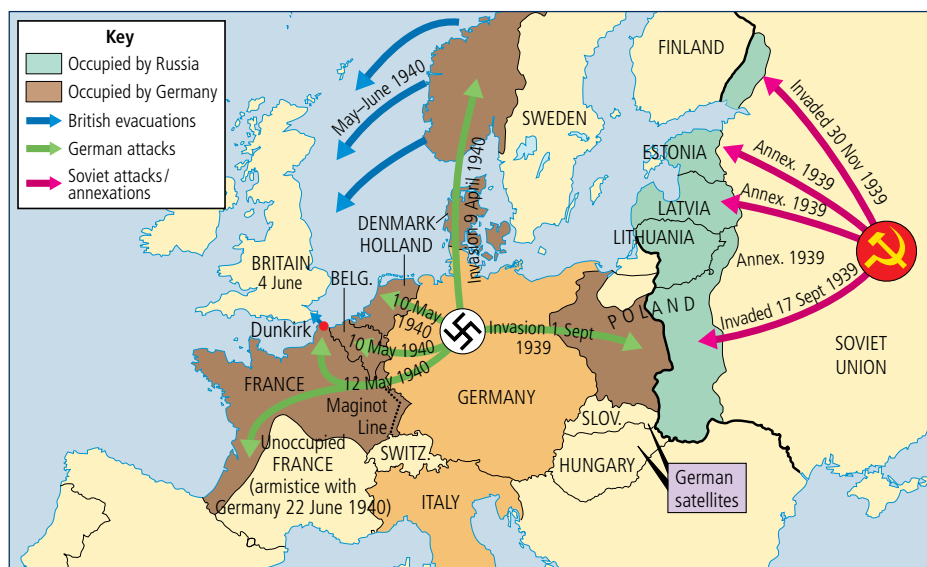 Key
Occupied by Russia
Occupied by Germany
British evacuations
German attacks
Soviet attacks/
annexations
May–June 1940
FINLAND
SWEDEN
Invaded 30 Nov 1939
ESTONIA
Annex. 1939
LATVIA
Annex. 1939
LITHUANIA
Annex. 1939
Invasion 9 April 1940
DENMARK
HOLLAND
BRITAIN
4 June
BELG.
Dunkirk
10 May
1940
10 May 1940
12 May 1940
Invasion 1 Sept
1939
POLAND
Invaded 17 Sept 1939
SOVIET
UNION
FRANCE
Maginot
Line
GERMANY
Unoccupied
FRANCE
(armistice with
Germany 22 June 1940)
SWITZ.
SLOV.
HUNGARY
German
satellites
ITALY